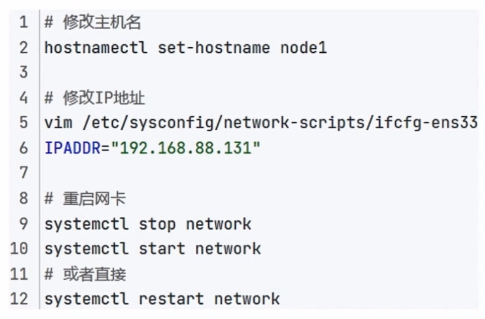 1 # 修改主机名
2 hostnamectl set-hostname node1
3
4 # 修改IP地址
5 vim /etc/sysconfig/network-scripts/ifcfg-ens33
6 IPADDR="192.168.88.131"
7
8 # 重启网卡
9 systemctl stop network
10 systemctl start network
11 # 或者直接
12 systemctl restart network